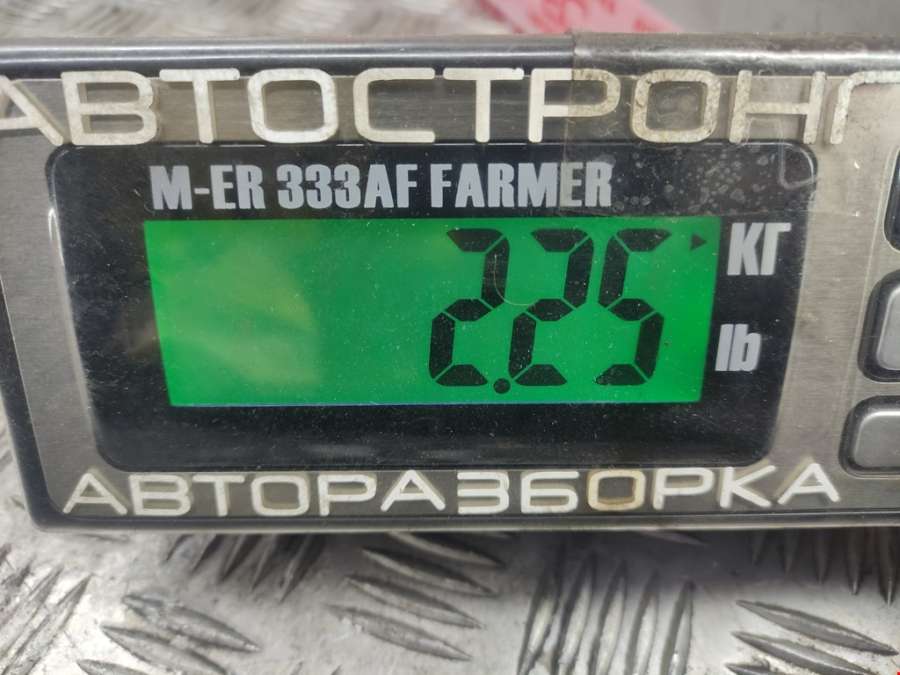 АВТОСТРОНГ
M-ER 333AF FARMER
2.25 КГ
lb
АВТОРАЗБОРКА